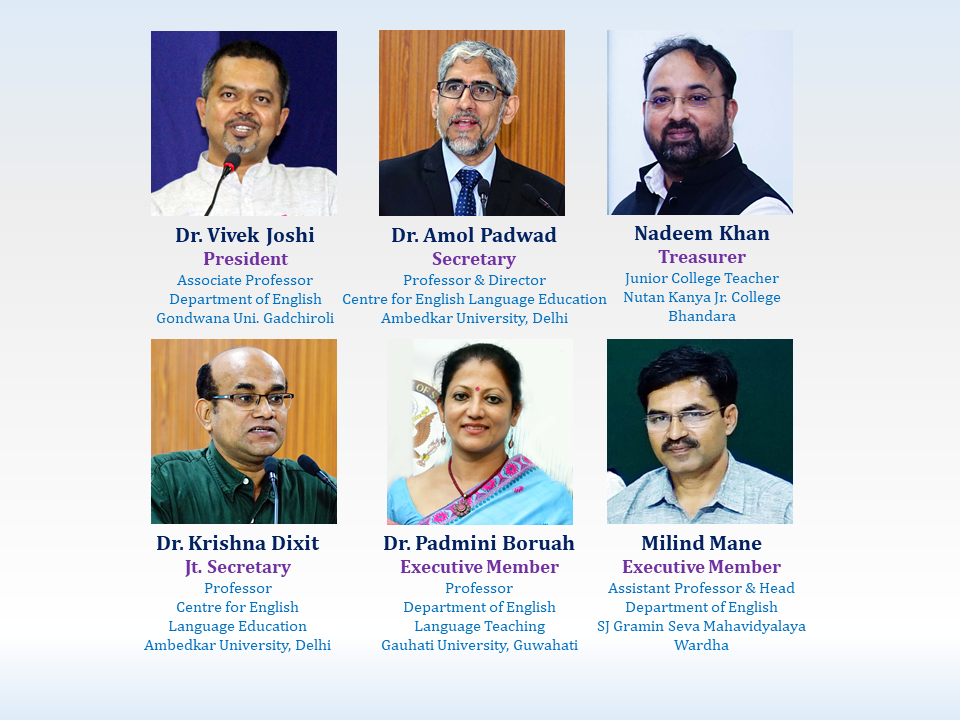 Dr. Vivek Joshi
President
Associate Professor
Department of English
Gondwana Uni. Gadchiroli
Dr. Amol Padwad
Secretary
Professor & Director
Centre for English Language Education
Ambedkar University, Delhi
Nadeem Khan
Treasurer
Junior College Teacher
Nutan Kanya Jr. College
Bhandara
Dr. Krishna Dixit
Jt. Secretary
Professor
Centre for English
Language Education
Ambedkar University, Delhi
Dr. Padmini Boruah
Executive Member
Professor
Department of English
Language Teaching
Gauhati University, Guwahati
Milind Mane
Executive Member
Assistant Professor & Head
Department of English
SJ Gramin Seva Mahavidyalaya
Wardha